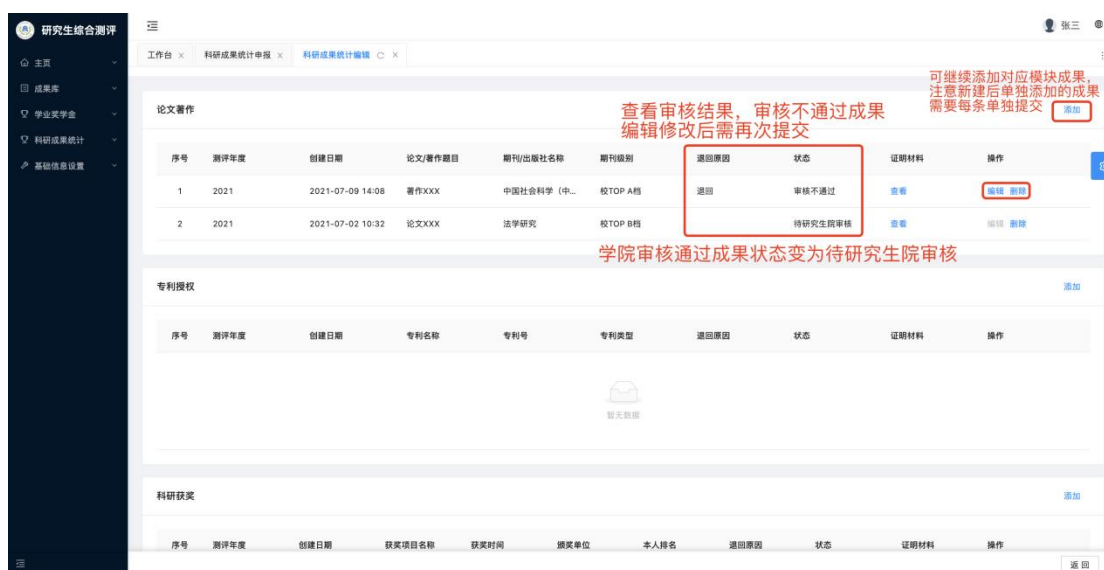 研究生综合测评
张三
工作台 × 科研成果统计申报 × 科研成果统计编辑 ×
主页
成果库
学业奖学金
科研成果统计
基础信息设置
可继续添加对应模块成果，
注意新建后单独添加的成果
需要每条单独提交
论文著作
添加
查看审核结果，审核不通过成果
编辑修改后需再次提交
序号 测评年度 创建日期 论文/著作题目 期刊/出版社名称 期刊级别 退回原因 状态 证明材料 操作
1 2021 2021-07-09 14:08 著作XXX 中国社会科学（中... 校TOP A档 退回 审核不通过 查看 编辑 删除
2 2021 2021-07-02 10:32 论文XXX 法学研究 校TOP B档 待研究生院审核 查看 编辑 删除
学院审核通过成果状态变为待研究生院审核
专利授权 添加
序号 测评年度 创建日期 专利名称 专利号 专利类型 退回原因 状态 证明材料 操作
暂无数据
科研获奖 添加
序号 测评年度 创建日期 获奖项目名称 获奖时间 颁奖单位 本人排名 退回原因 状态 证明材料 操作
返回